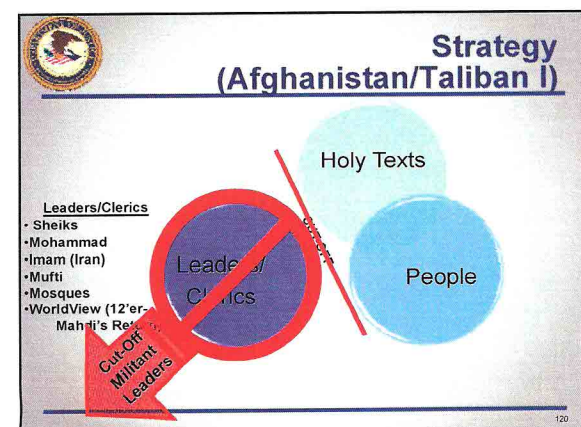 Strategy
(Afghanistan/Taliban I)
Holy Texts
Leaders/Clerics
• Sheiks
•Mohammad
•Imam (Iran)
•Mufti
•Mosques
•WorldView (12'er-
Mahdi's
Leaders/
Clerics
People
Cut-Off
Militant
Leaders
120